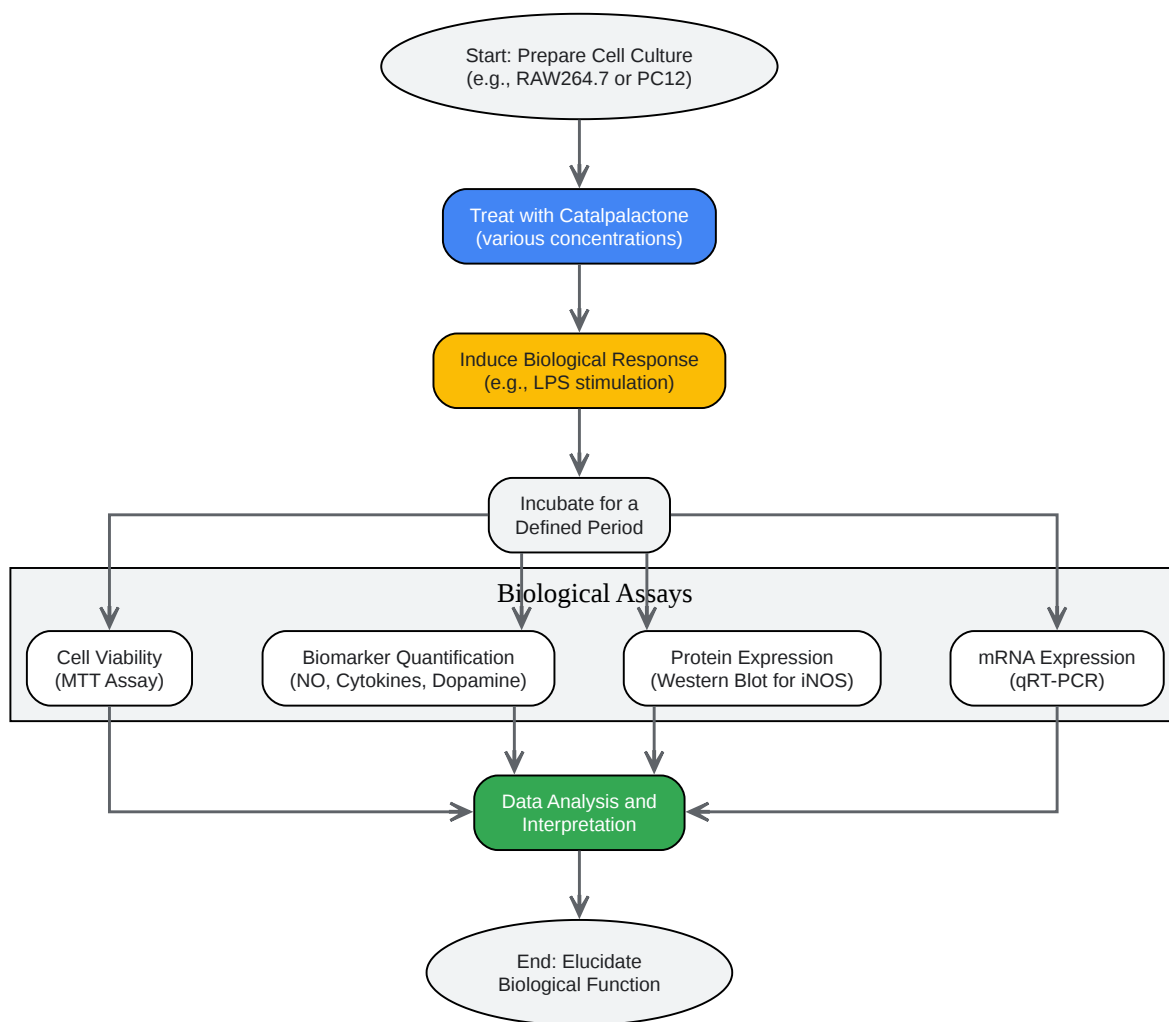 Start: Prepare Cell Culture
(e.g., RAW264.7 or PC12)
Treat with Catalpalactone
(various concentrations)
Induce Biological Response
(e.g., LPS stimulation)
Incubate for a
Defined Period
Biological Assays
Cell Viability
(MTT Assay)
Biomarker Quantification
(NO, Cytokines, Dopamine)
Protein Expression
(Western Blot for iNOS)
mRNA Expression
(qRT-PCR)
Data Analysis and
Interpretation
End: Elucidate
Biological Function